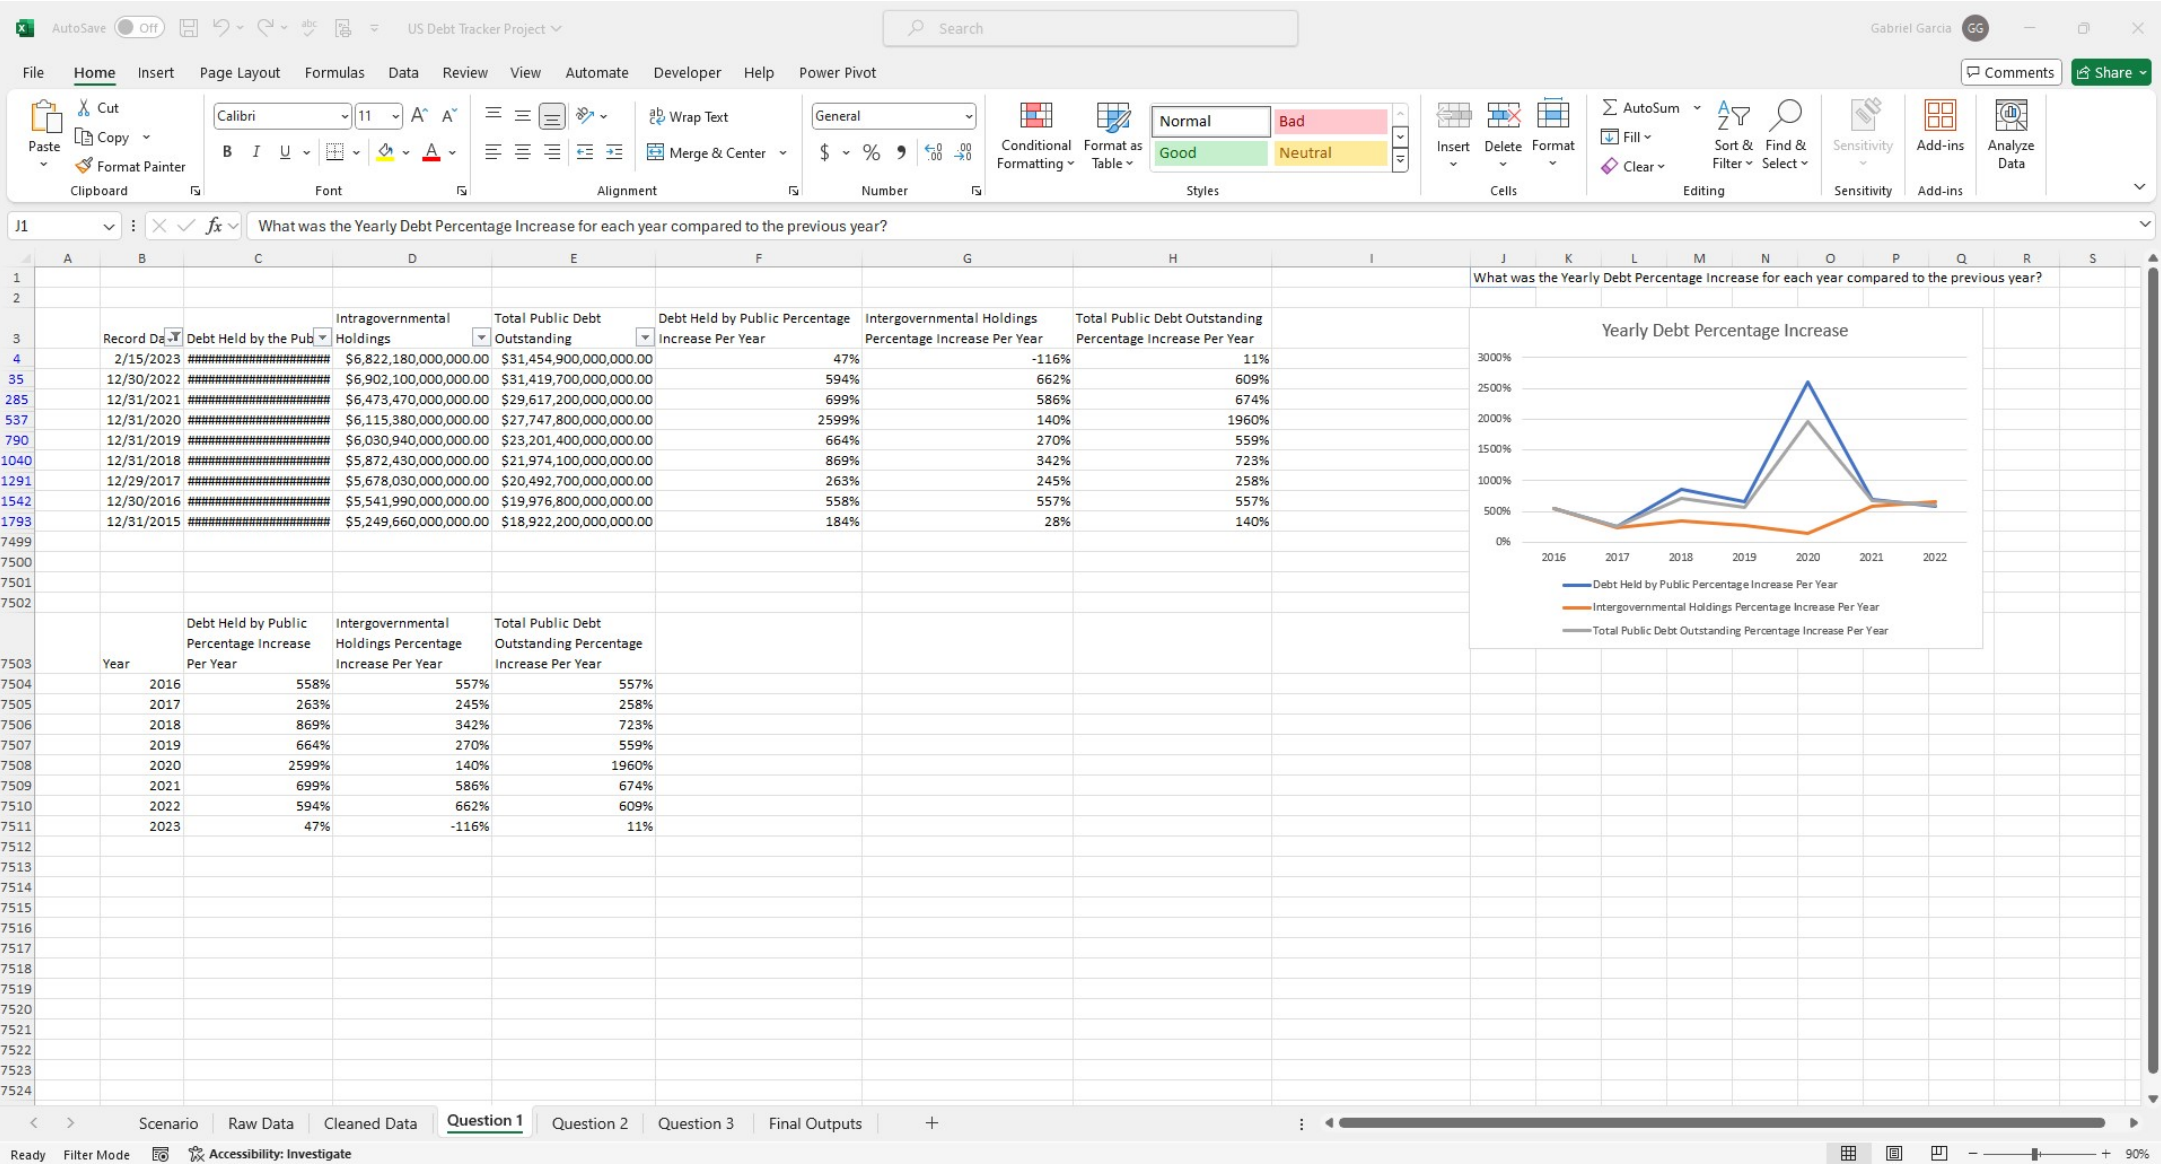 AutoSave Off US Debt Tracker Project Search Gabriel Garcia GG
File Home Insert Page Layout Formulas Data Review View Automate Developer Help Power Pivot Comments Share
Paste Cut Copy Format Painter Clipboard
Calibri 11 A A B I U A Font
ab Wrap Text Merge & Center Alignment
General $ % , Number
Conditional Formatting Format as Table Normal Bad Good Neutral Styles
Insert Delete Format Cells
AutoSum Fill Clear Sort & Filter Find & Select Editing
Sensitivity Sensitivity
Add-ins Add-ins
Analyze Data
J1 fx What was the Yearly Debt Percentage Increase for each year compared to the previous year?
A B C D E F G H I J K L M N O P Q R S
1 What was the Yearly Debt Percentage Increase for each year compared to the previous year?
2
3 Record Da Debt Held by the Pub Intragovernmental Holdings Total Public Debt Outstanding Debt Held by Public Percentage Increase Per Year Intergovernmental Holdings Percentage Increase Per Year Total Public Debt Outstanding Percentage Increase Per Year
4 2/15/2023 ##################### $6,822,180,000,000.00 $31,454,900,000,000.00 47% -116% 11%
35 12/30/2022 ##################### $6,902,100,000,000.00 $31,419,700,000,000.00 594% 662% 609%
285 12/31/2021 ##################### $6,473,470,000,000.00 $29,617,200,000,000.00 699% 586% 674%
537 12/31/2020 ##################### $6,115,380,000,000.00 $27,747,800,000,000.00 2599% 140% 1960%
790 12/31/2019 ##################### $6,030,940,000,000.00 $23,201,400,000,000.00 664% 270% 559%
1040 12/31/2018 ##################### $5,872,430,000,000.00 $21,974,100,000,000.00 869% 342% 723%
1291 12/29/2017 ##################### $5,678,030,000,000.00 $20,492,700,000,000.00 263% 245% 258%
1542 12/30/2016 ##################### $5,541,990,000,000.00 $19,976,800,000,000.00 558% 557% 557%
1793 12/31/2015 ##################### $5,249,660,000,000.00 $18,922,200,000,000.00 184% 28% 140%
7499
7500
7501
7502
7503 Year Debt Held by Public Percentage Increase Per Year Intergovernmental Holdings Percentage Increase Per Year Total Public Debt Outstanding Percentage Increase Per Year
7504 2016 558% 557% 557%
7505 2017 263% 245% 258%
7506 2018 869% 342% 723%
7507 2019 664% 270% 559%
7508 2020 2599% 140% 1960%
7509 2021 699% 586% 674%
7510 2022 594% 662% 609%
7511 2023 47% -116% 11%
7512
7513
7514
7515
7516
7517
7518
7519
7520
7521
7522
7523
7524
Yearly Debt Percentage Increase
3000%
2500%
2000%
1500%
1000%
500%
0%
2016 2017 2018 2019 2020 2021 2022
Debt Held by Public Percentage Increase Per Year
Intergovernmental Holdings Percentage Increase Per Year
Total Public Debt Outstanding Percentage Increase Per Year
Scenario Raw Data Cleaned Data Question 1 Question 2 Question 3 Final Outputs +
Ready Filter Mode Accessibility: Investigate 90%